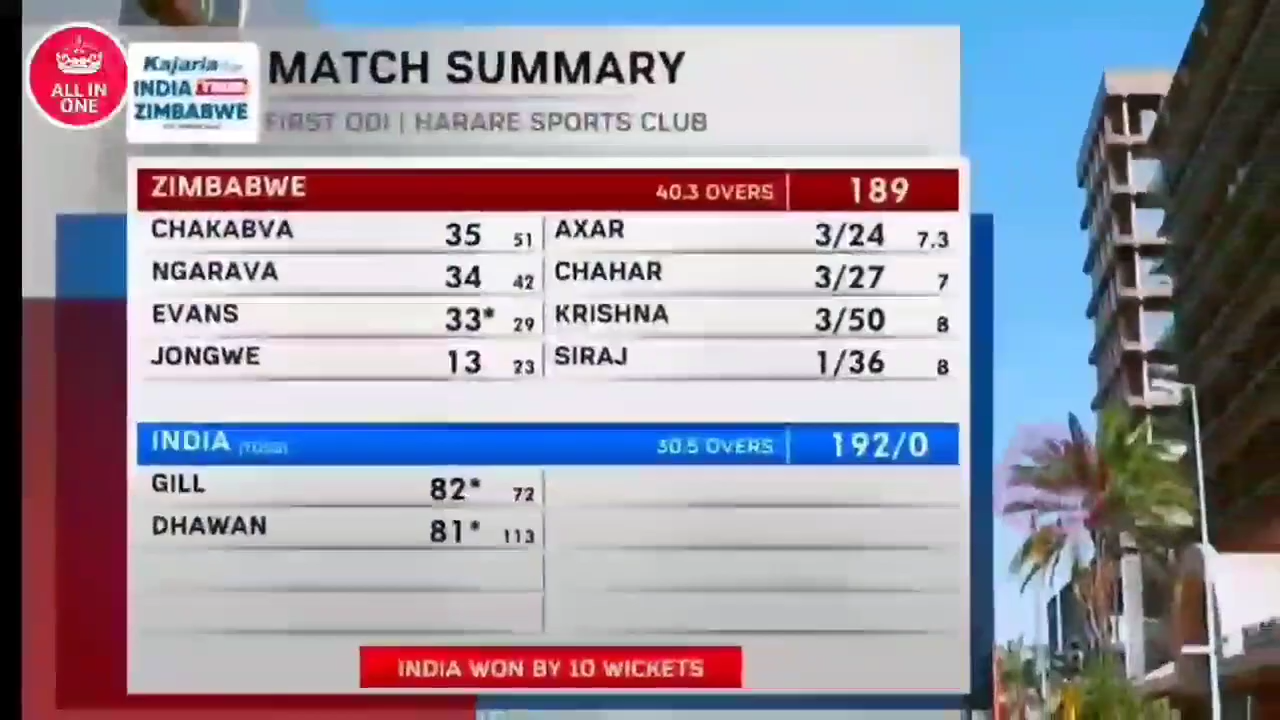 ALL IN
ONE
Kajaria
INDIA TOUR
ZIMBABWE
MATCH SUMMARY
FIRST ODI | HARARE SPORTS CLUB
ZIMBABWE 40.3 OVERS 189
CHAKABVA 35 51 AXAR 3/24 7.3
NGARAVA 34 42 CHAHAR 3/27 7
EVANS 33* 29 KRISHNA 3/50 8
JONGWE 13 23 SIRAJ 1/36 8
INDIA (TOSS) 30.5 OVERS 192/0
GILL 82* 72
DHAWAN 81* 113
INDIA WON BY 10 WICKETS